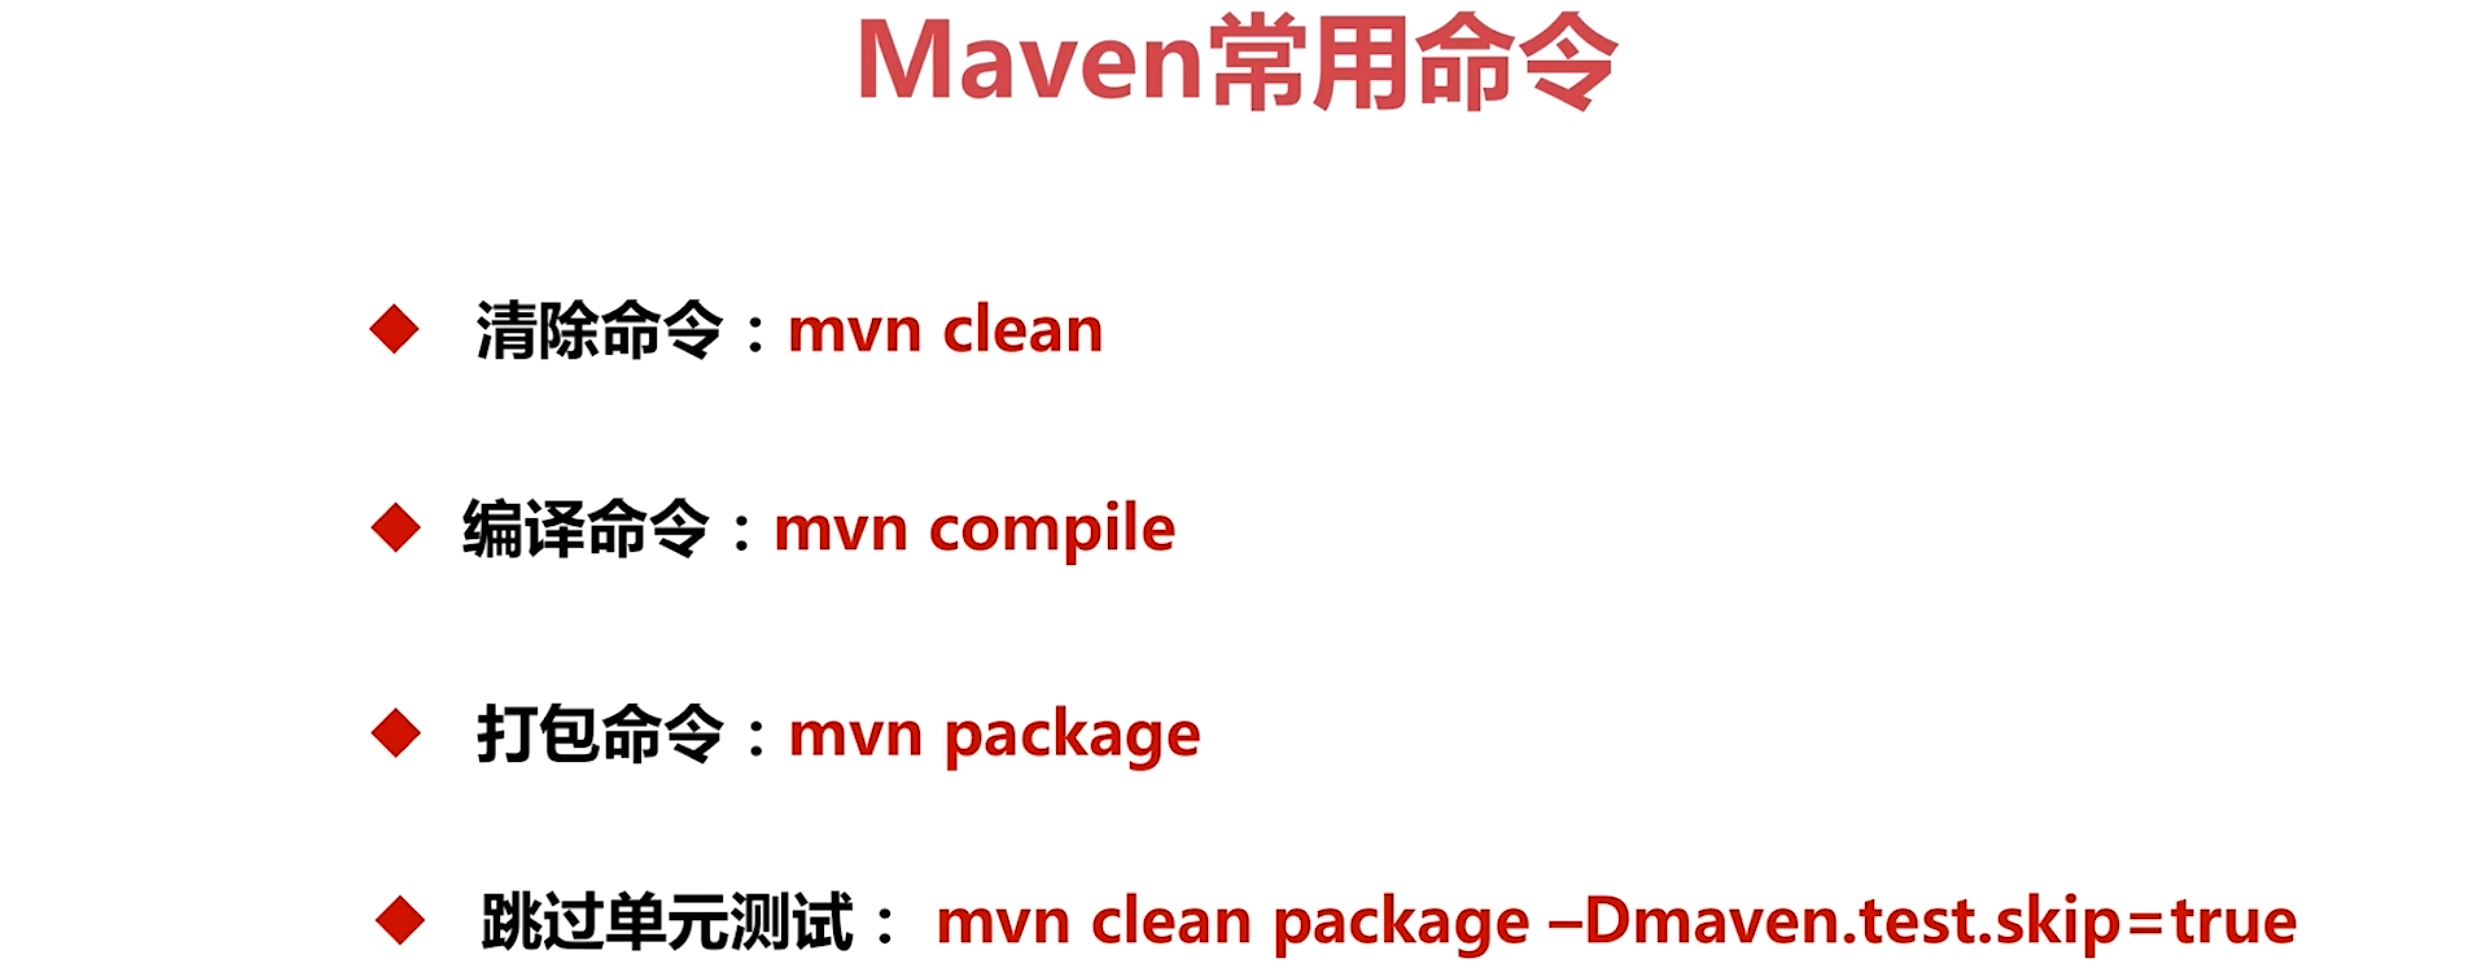 Maven常用命令
清除命令：mvn clean
编译命令：mvn compile
打包命令：mvn package
跳过单元测试： mvn clean package –Dmaven.test.skip=true